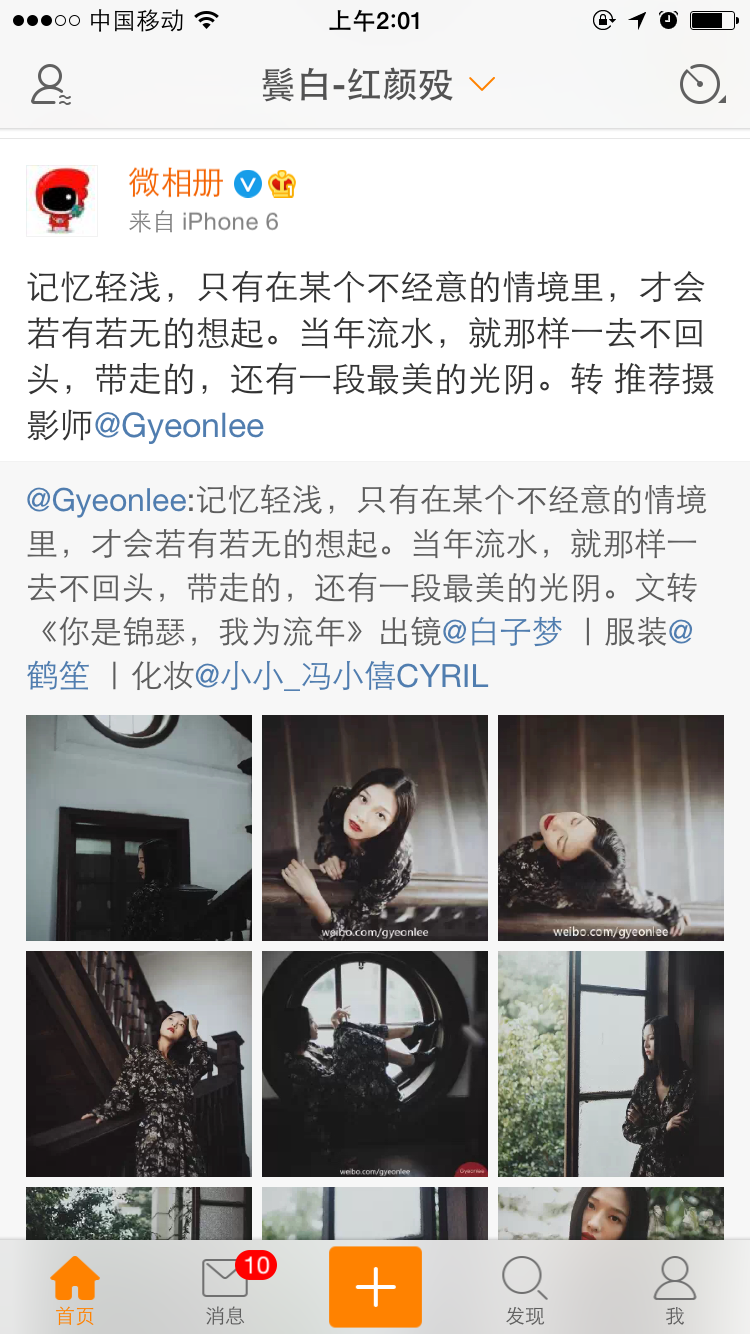 中国移动
上午2:01
鬓白-红颜殁
微相册
来自 iPhone 6
记忆轻浅，只有在某个不经意的情境里，才会
若有若无的想起。当年流水，就那样一去不回
头，带走的，还有一段最美的光阴。转 推荐摄
影师@Gyeonlee
@Gyeonlee:记忆轻浅，只有在某个不经意的情境
里，才会若有若无的想起。当年流水，就那样一
去不回头，带走的，还有一段最美的光阴。文转
《你是锦瑟，我为流年》出镜@白子梦 丨服装@
鹤笙 丨化妆@小小_冯小僖CYRIL
weibo.com/gyeonlee
weibo.com/gyeonlee
weibo.com/gyeonlee
Gyeonlee
10
首页
消息
发现
我